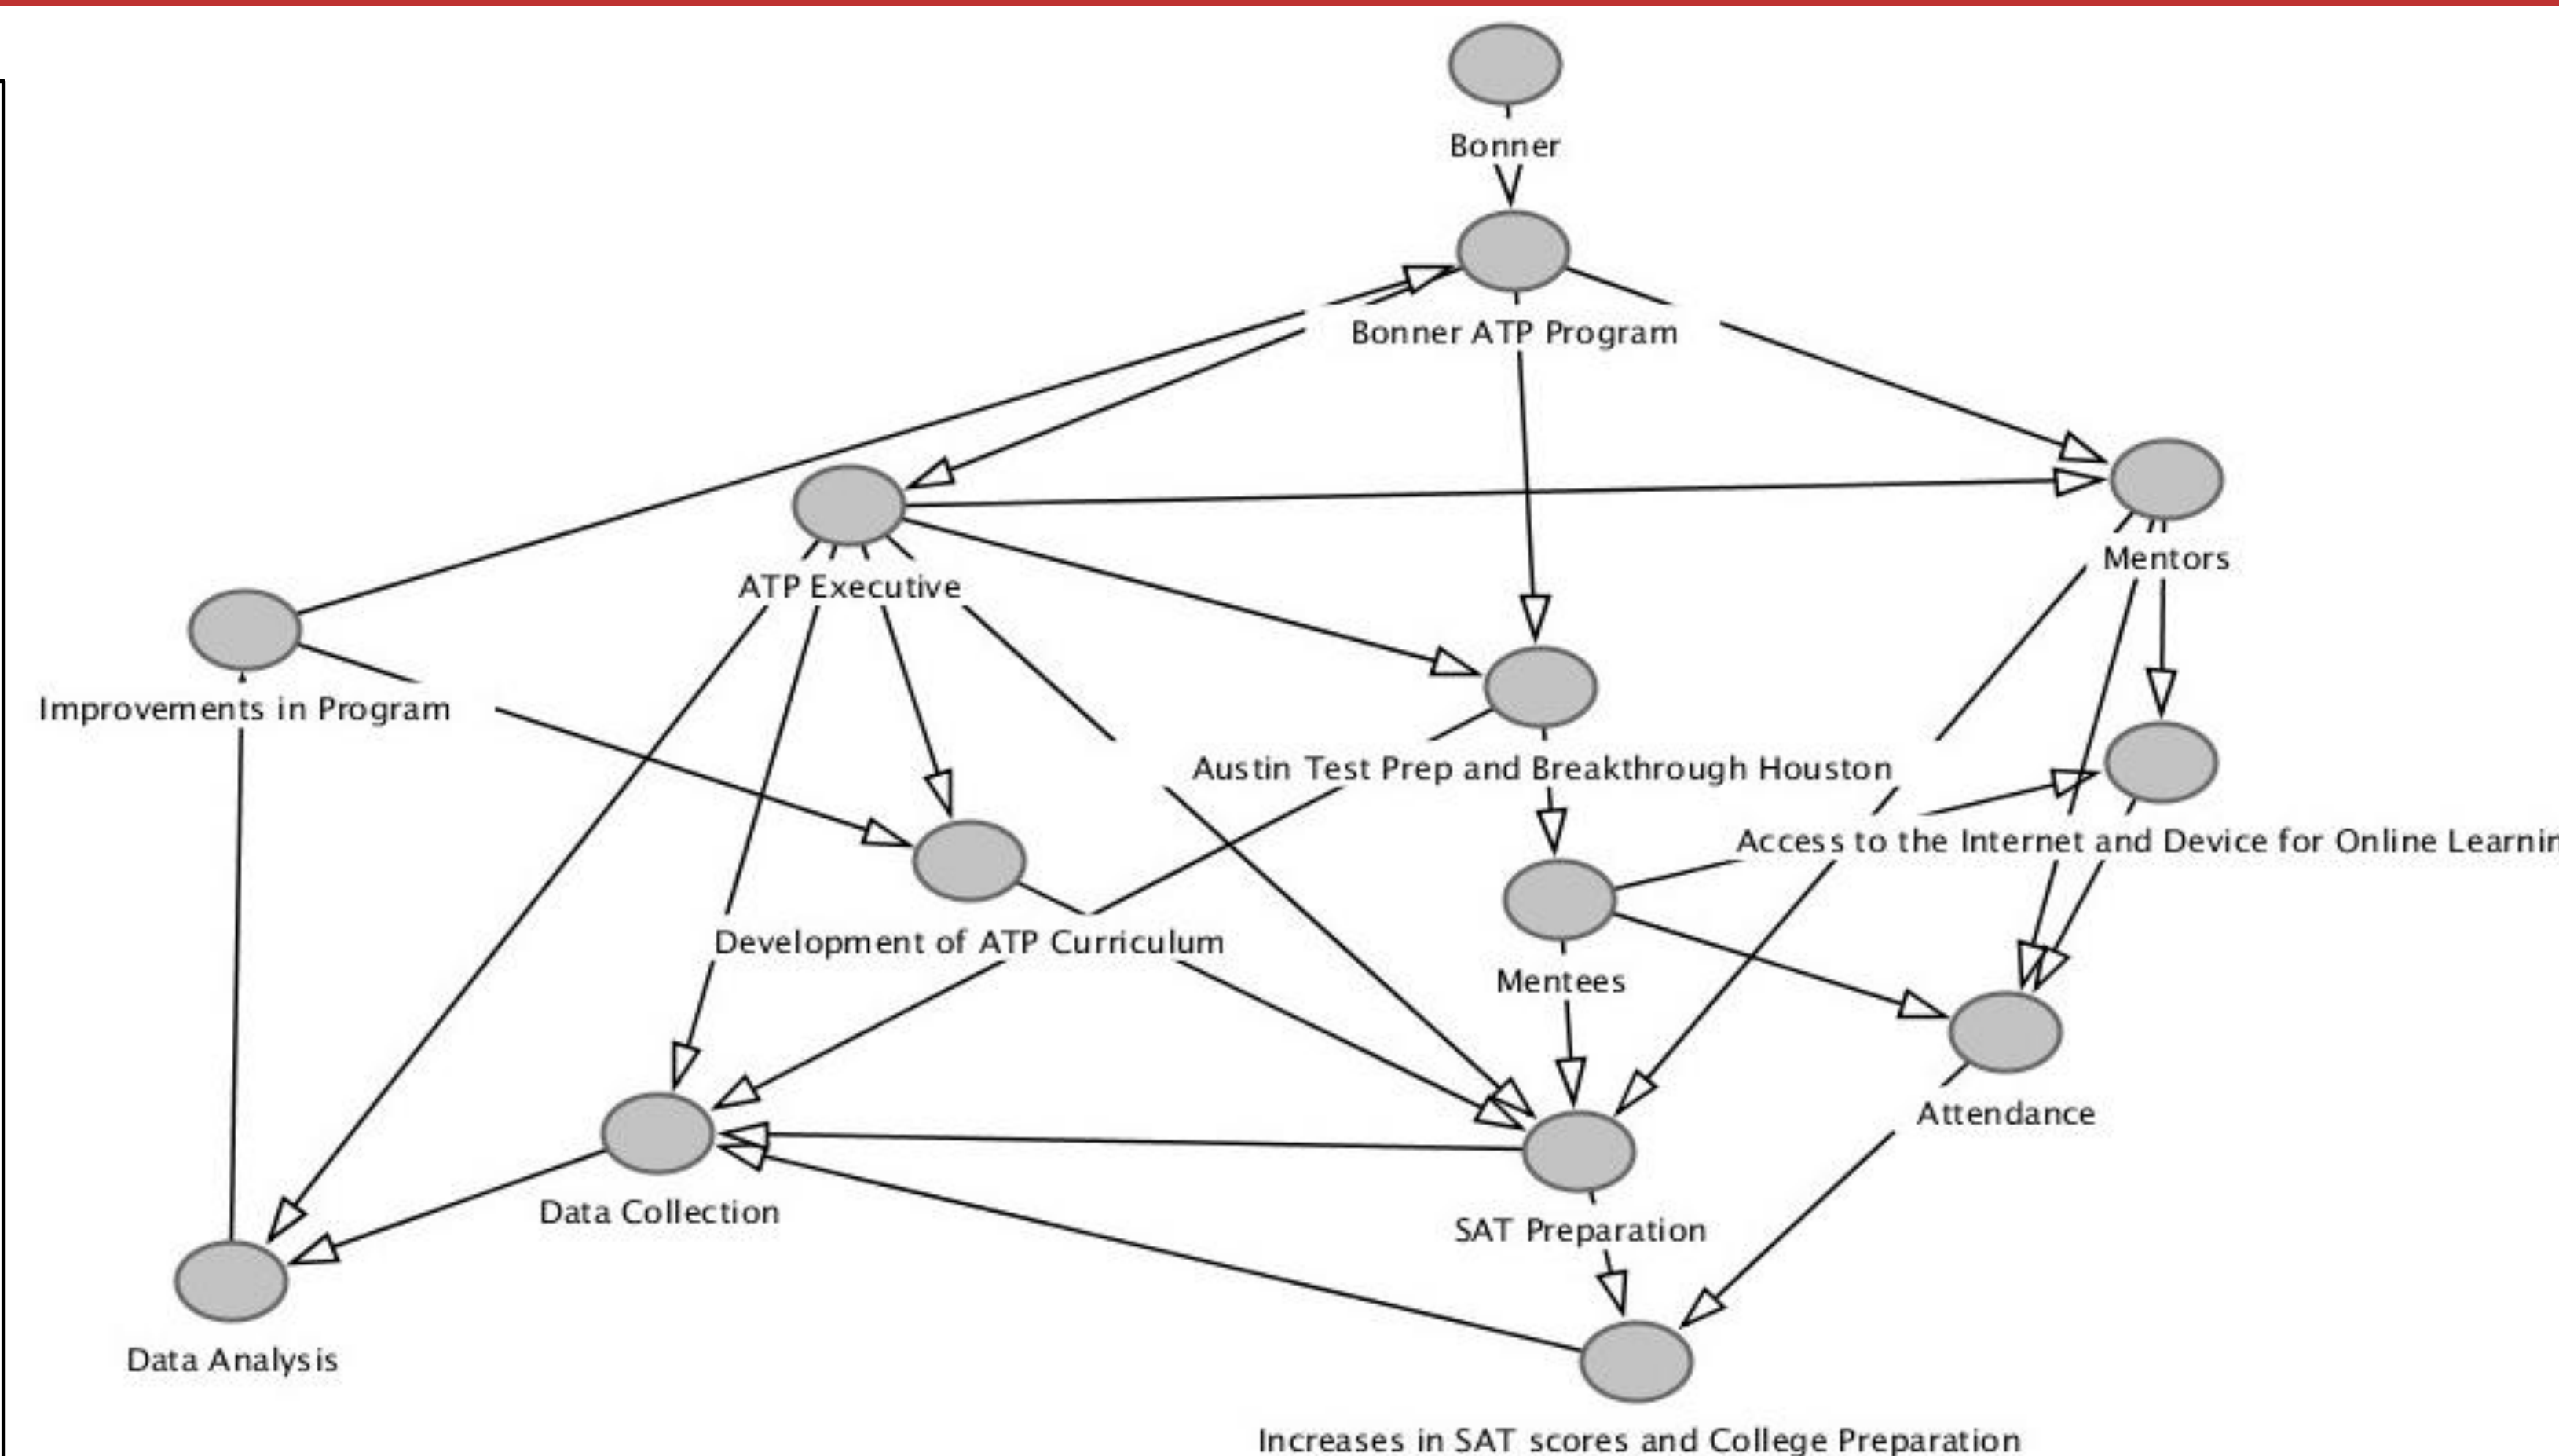 Bonner
Bonner ATP Program
Mentors
ATP Executive
Improvements in Program
Austin Test Prep and Breakthrough Houston
Access to the Internet and Device for Online
Development of ATP Curriculum
Mentees
Attendance
Data Collection
SAT Preparation
Data Analysis
Increases in SAT scores and College Preparation